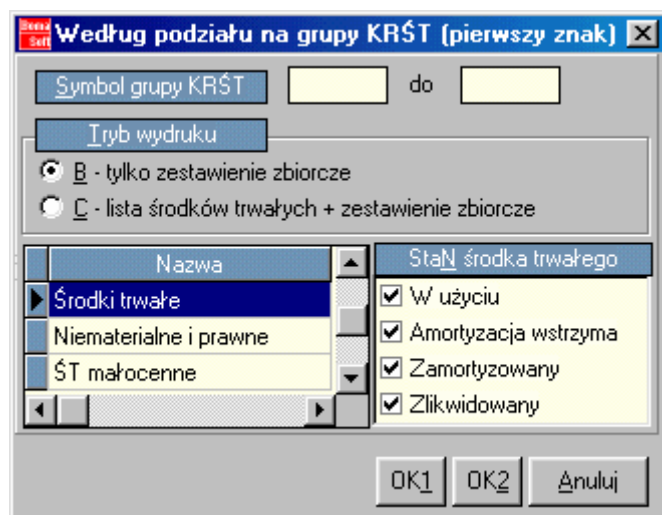 Soma Soft
Według podziału na grupy KRŚT (pierwszy znak)
Symbol grupy KRŚT do
Tryb wydruku
B - tylko zestawienie zbiorcze
C - lista środków trwałych + zestawienie zbiorcze
Nazwa
Środki trwałe
Niematerialne i prawne
ŚT małocenne
StaN środka trwałego
W użyciu
Amortyzacja wstrzyma
Zamortyzowany
Zlikwidowany
OK1 OK2 Anuluj